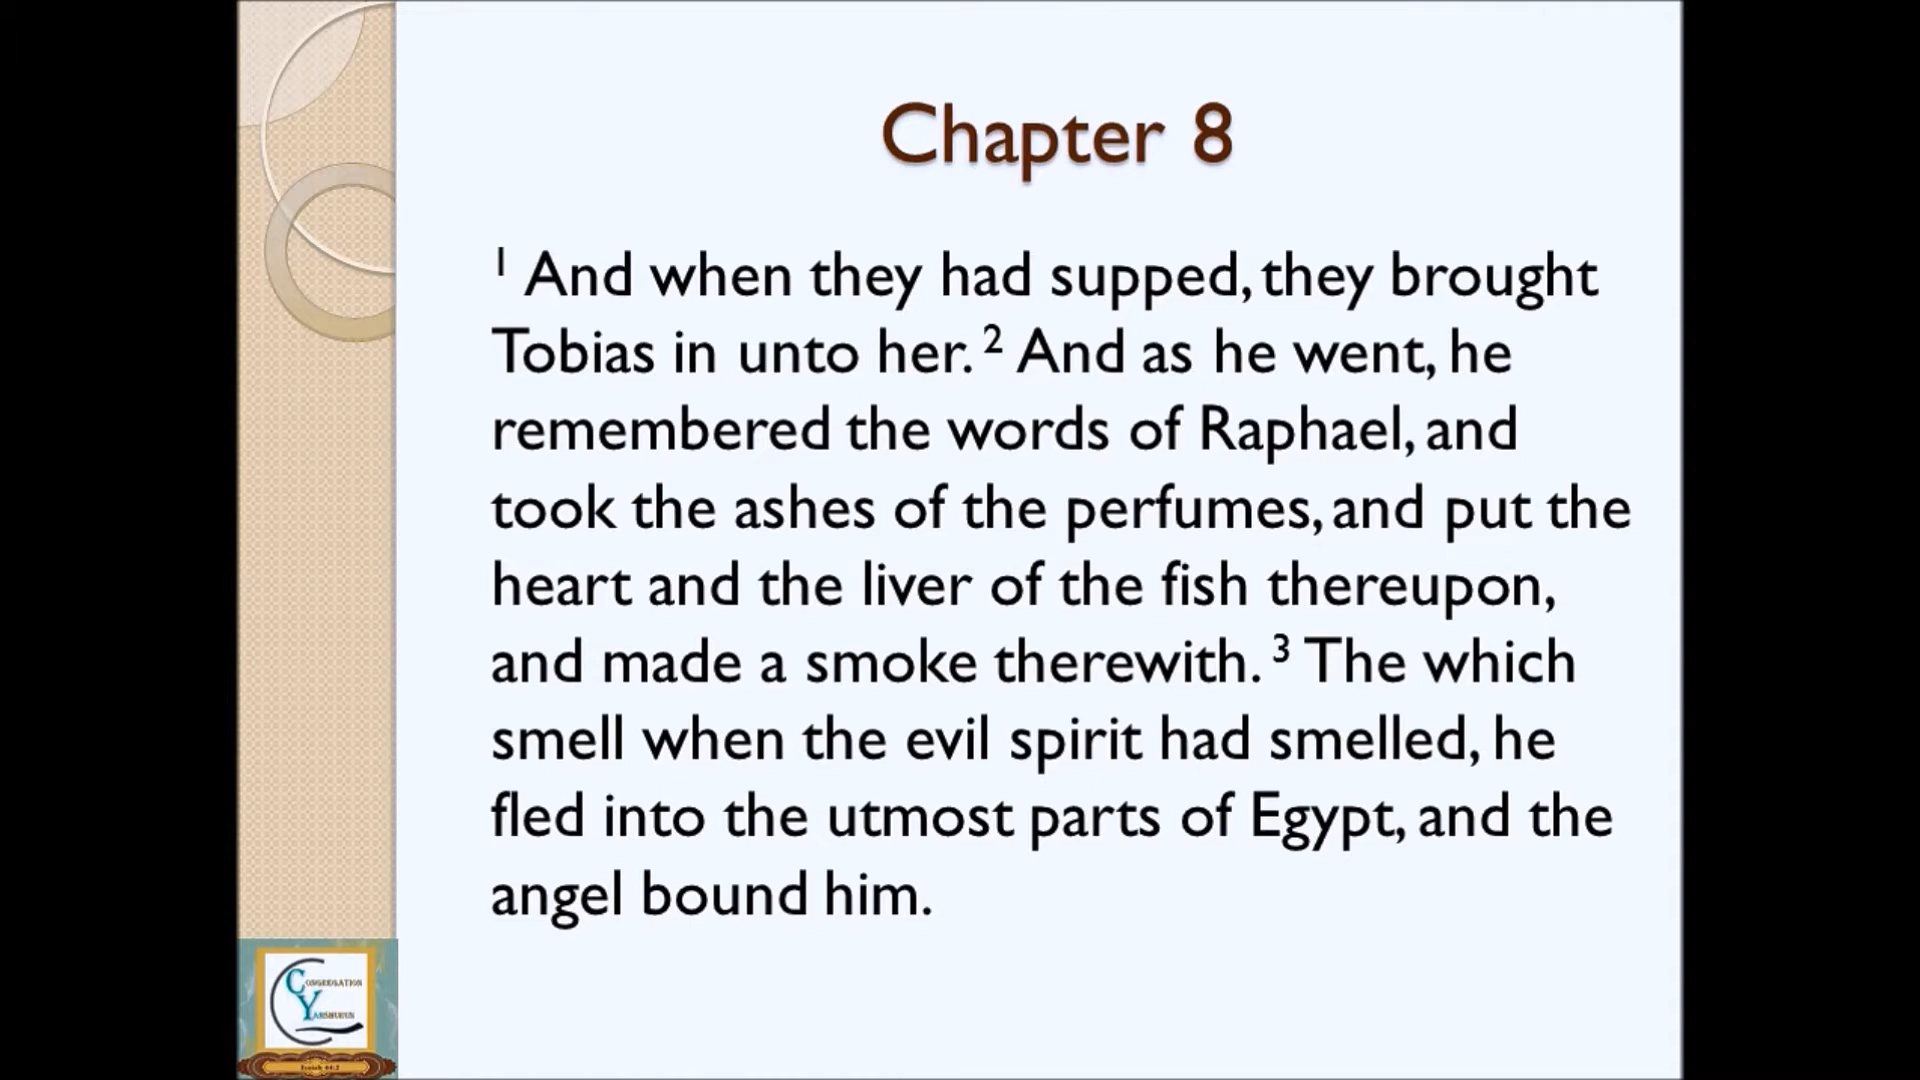 Chapter 8
1 And when they had supped, they brought
Tobias in unto her. 2 And as he went, he
remembered the words of Raphael, and
took the ashes of the perfumes, and put the
heart and the liver of the fish thereupon,
and made a smoke therewith. 3 The which
smell when the evil spirit had smelled, he
fled into the utmost parts of Egypt, and the
angel bound him.
CONGREGATION
YAHSHURUN